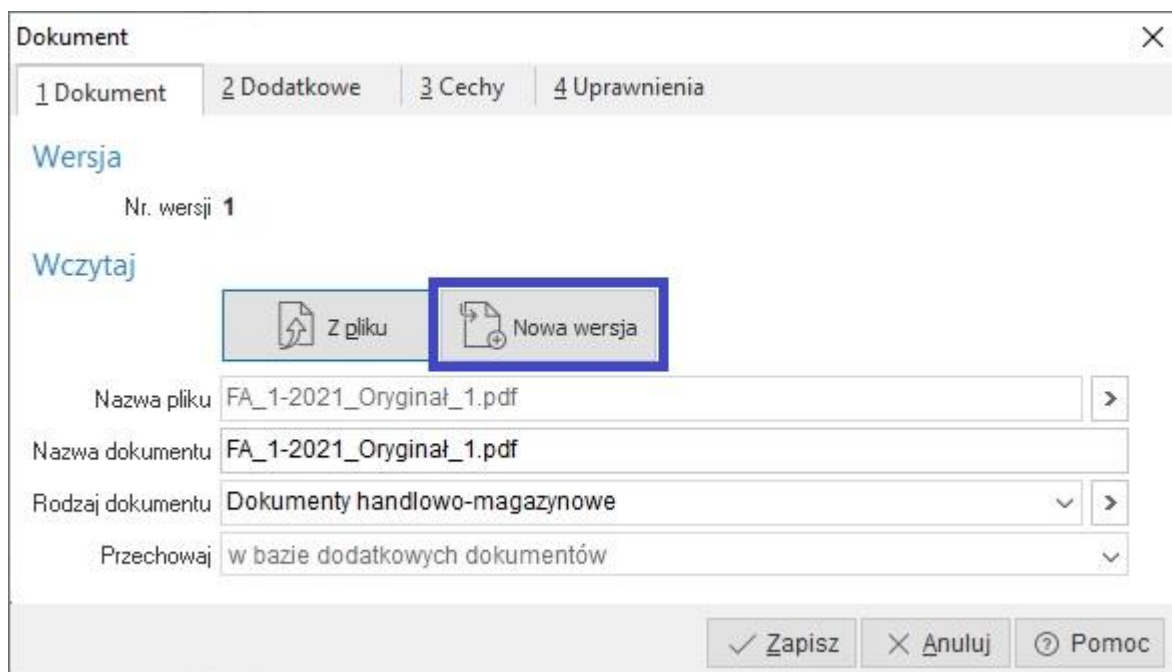 Dokument
1 Dokument 2 Dodatkowe 3 Cechy 4 Uprawnienia
Wersja
Nr. wersji 1
Wczytaj
Z pliku Nowa wersja
Nazwa pliku FA_1-2021_Oryginał_1.pdf
Nazwa dokumentu FA_1-2021_Oryginał_1.pdf
Rodzaj dokumentu Dokumenty handlowo-magazynowe
Przechowaj w bazie dodatkowych dokumentów
Zapisz Anuluj Pomoc